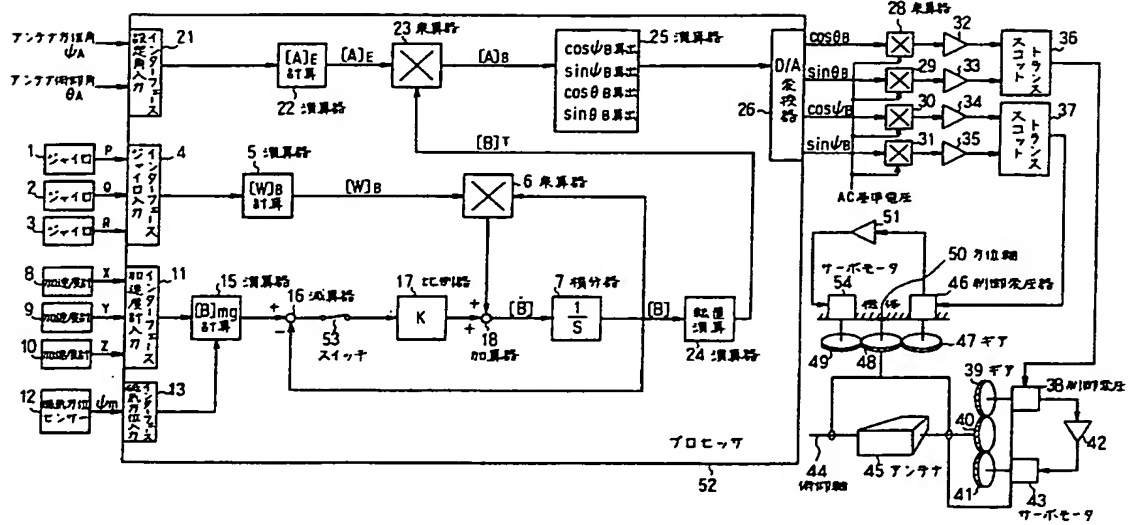 アンテナ方位角
ψA
アンテナ俯仰角
θA
設定角入力
インターフェース
21
[A]E
計算
22 演算器
[A]E
23 乗算器
[A]B
25 演算器
cosψB算出
sinψB算出
cosθB算出
sinθB算出
D/A
変換器
26
cosθB
sinθB
cosψB
sinψB
28 乗算器
29
30
31
32
33
34
35
スコット
トランス
36
スコット
トランス
37
AC基準電圧
1
ジャイロ
P
2
ジャイロ
Q
3
ジャイロ
R
ジャイロ入力
インターフェース
4
5 演算器
[W]B
計算
[W]B
6 乗算器
[B]T
8
加速度計
X
9
加速度計
Y
10
加速度計
Z
加速度計入力
インターフェース
11
12
磁気方位
センサー
ψm
磁気方位入力
インターフェース
13
15 演算器
[B]mg
計算
+
-
16 減算器
53
スイッチ
17 比例器
K
+
+
18
加算器
[Ḃ]
7 積分器
1
S
[B]
転置
演算
24 演算器
プロセッサ
52
51
50 方位軸
サーボモータ
54
機体
46 制御変圧器
49
48
47 ギア
39 ギア
38 制御変圧
40
41
42
43
サーボモータ
44
俯仰軸
45 アンテナ